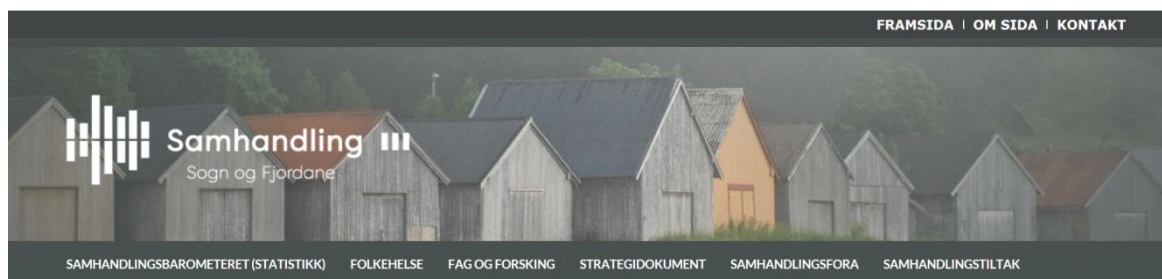 FRAMSIDA | OM SIDA | KONTAKT
Samhandling
Sogn og Fjordane
SAMHANDLINGSBAROMETERET (STATISTIKK) FOLKEHELSE FAG OG FORSKING STRATEGIDOKUMENT SAMHANDLINGSFORA SAMHANDLINGSTILTAK